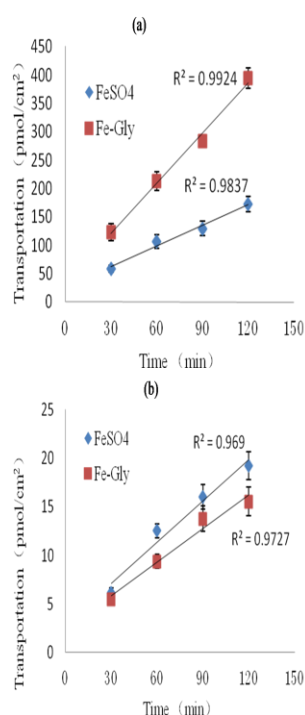 (a)
Transportation (pmol/cm²)
450
400
350
300
250
200
150
100
50
0
FeSO4
Fe-Gly
R² = 0.9924
R² = 0.9837
0 30 60 90 120 150
Time (min)
(b)
Transportation (pmol/cm²)
25
20
15
10
5
0
FeSO4
Fe-Gly
R² = 0.969
R² = 0.9727
0 30 60 90 120 150
Time (min)